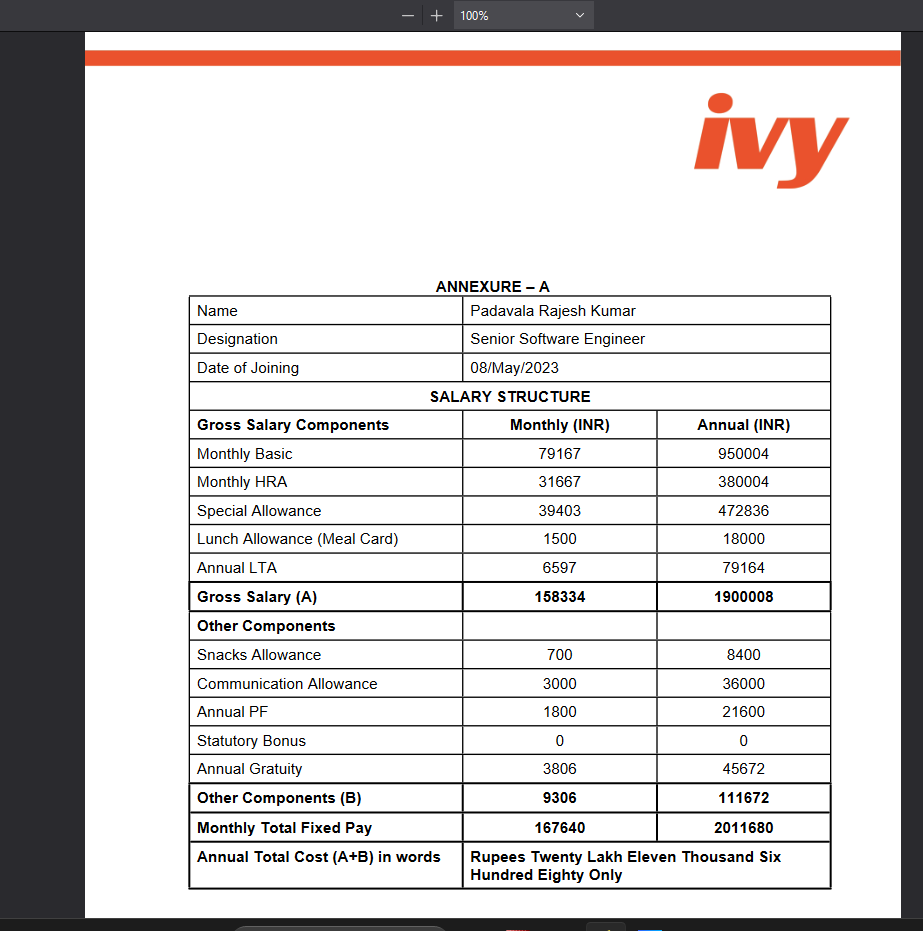 100%
ivy
ANNEXURE – A
Name Padavala Rajesh Kumar
Designation Senior Software Engineer
Date of Joining 08/May/2023
SALARY STRUCTURE
Gross Salary Components Monthly (INR) Annual (INR)
Monthly Basic 79167 950004
Monthly HRA 31667 380004
Special Allowance 39403 472836
Lunch Allowance (Meal Card) 1500 18000
Annual LTA 6597 79164
Gross Salary (A) 158334 1900008
Other Components
Snacks Allowance 700 8400
Communication Allowance 3000 36000
Annual PF 1800 21600
Statutory Bonus 0 0
Annual Gratuity 3806 45672
Other Components (B) 9306 111672
Monthly Total Fixed Pay 167640 2011680
Annual Total Cost (A+B) in words Rupees Twenty Lakh Eleven Thousand Six
Hundred Eighty Only